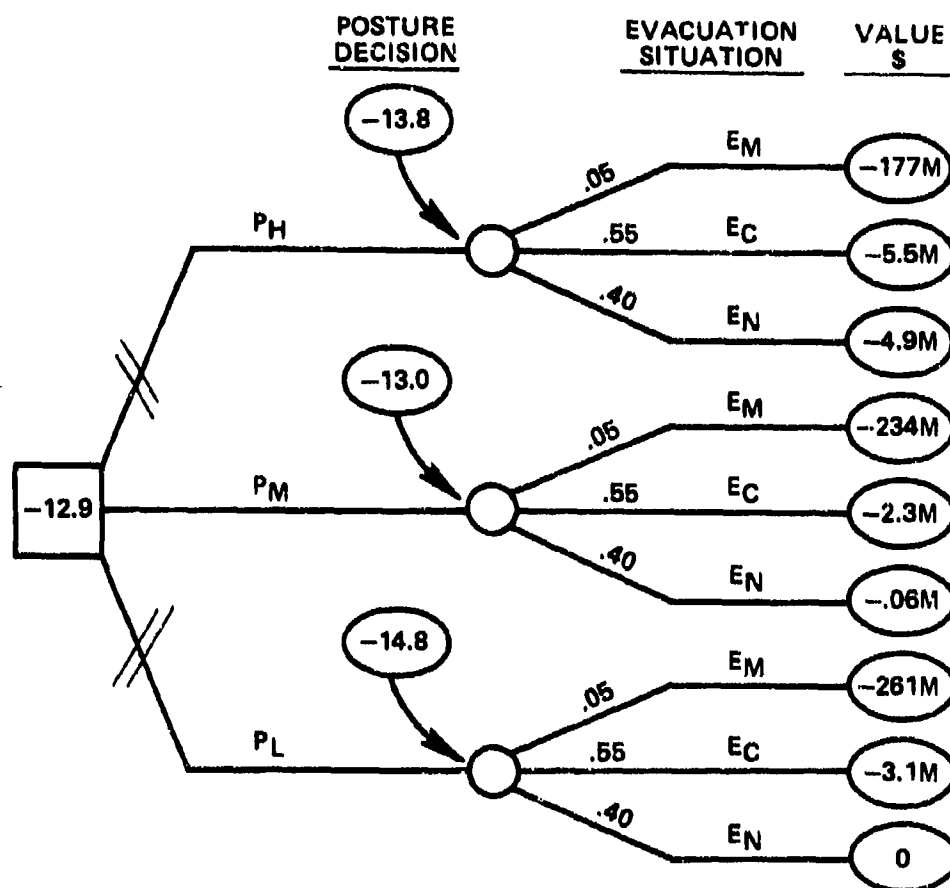 POSTURE DECISION
EVACUATION SITUATION
VALUE $
−13.8
PH
.05
EM
−177M
.55
EC
−5.5M
.40
EN
−4.9M
−12.9
−13.0
PM
.05
EM
−234M
.55
EC
−2.3M
.40
EN
−.06M
−14.8
PL
.05
EM
−261M
.55
EC
−3.1M
.40
EN
0